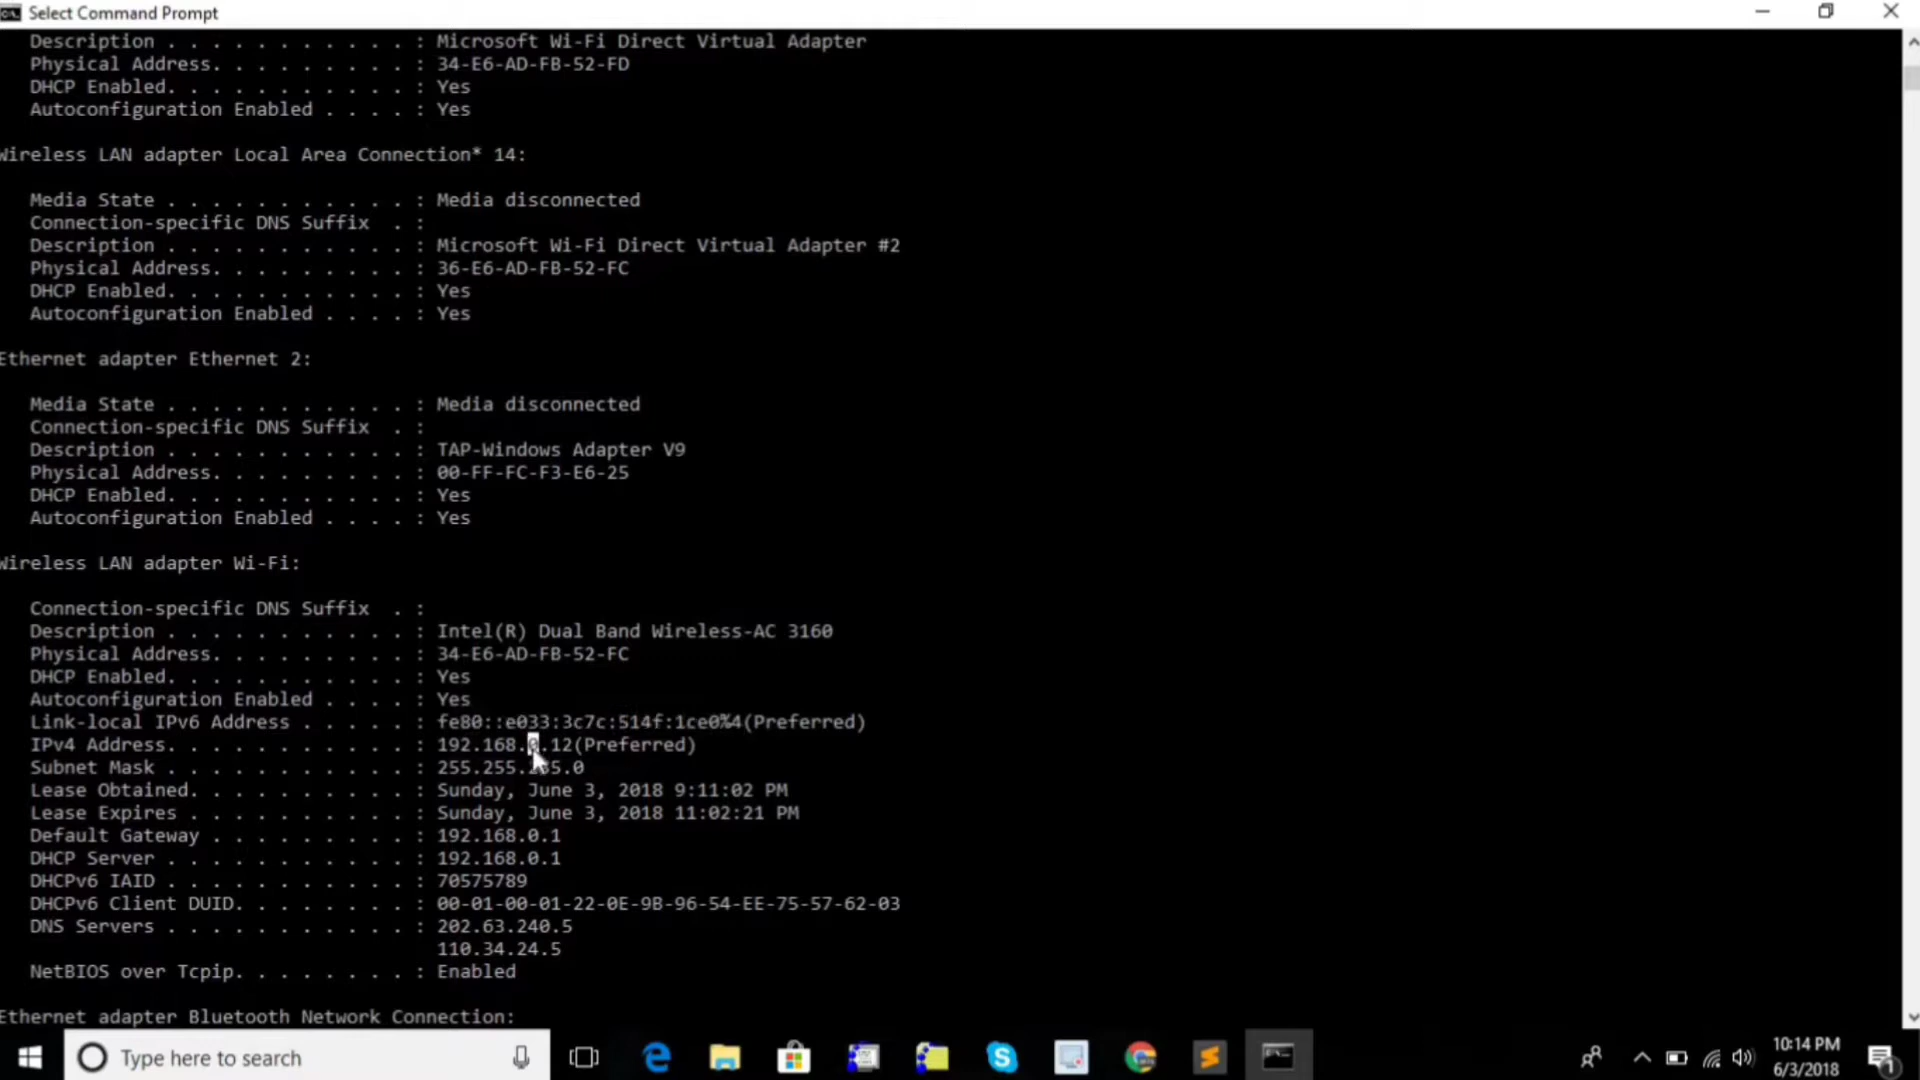 Select Command Prompt
Description . . . . . . . . . . . : Microsoft Wi-Fi Direct Virtual Adapter
Physical Address. . . . . . . . . : 34-E6-AD-FB-52-FD
DHCP Enabled. . . . . . . . . . . : Yes
Autoconfiguration Enabled . . . . : Yes
Wireless LAN adapter Local Area Connection* 14:
Media State . . . . . . . . . . . : Media disconnected
Connection-specific DNS Suffix . :
Description . . . . . . . . . . . : Microsoft Wi-Fi Direct Virtual Adapter #2
Physical Address. . . . . . . . . : 36-E6-AD-FB-52-FC
DHCP Enabled. . . . . . . . . . . : Yes
Autoconfiguration Enabled . . . . : Yes
Ethernet adapter Ethernet 2:
Media State . . . . . . . . . . . : Media disconnected
Connection-specific DNS Suffix . :
Description . . . . . . . . . . . : TAP-Windows Adapter V9
Physical Address. . . . . . . . . : 00-FF-FC-F3-E6-25
DHCP Enabled. . . . . . . . . . . : Yes
Autoconfiguration Enabled . . . . : Yes
Wireless LAN adapter Wi-Fi:
Connection-specific DNS Suffix . :
Description . . . . . . . . . . . : Intel(R) Dual Band Wireless-AC 3160
Physical Address. . . . . . . . . : 34-E6-AD-FB-52-FC
DHCP Enabled. . . . . . . . . . . : Yes
Autoconfiguration Enabled . . . . : Yes
Link-local IPv6 Address . . . . . : fe80::e033:3c7c:514f:1ce0%4(Preferred)
IPv4 Address. . . . . . . . . . . : 192.168.0.12(Preferred)
Subnet Mask . . . . . . . . . . . : 255.255.255.0
Lease Obtained. . . . . . . . . . : Sunday, June 3, 2018 9:11:02 PM
Lease Expires . . . . . . . . . . : Sunday, June 3, 2018 11:02:21 PM
Default Gateway . . . . . . . . . : 192.168.0.1
DHCP Server . . . . . . . . . . . : 192.168.0.1
DHCPv6 IAID . . . . . . . . . . . : 70575789
DHCPv6 Client DUID. . . . . . . . : 00-01-00-01-22-0E-9B-96-54-EE-75-57-62-03
DNS Servers . . . . . . . . . . . : 202.63.240.5
110.34.24.5
NetBIOS over Tcpip. . . . . . . . : Enabled
Ethernet adapter Bluetooth Network Connection:
Type here to search
10:14 PM
6/3/2018
1